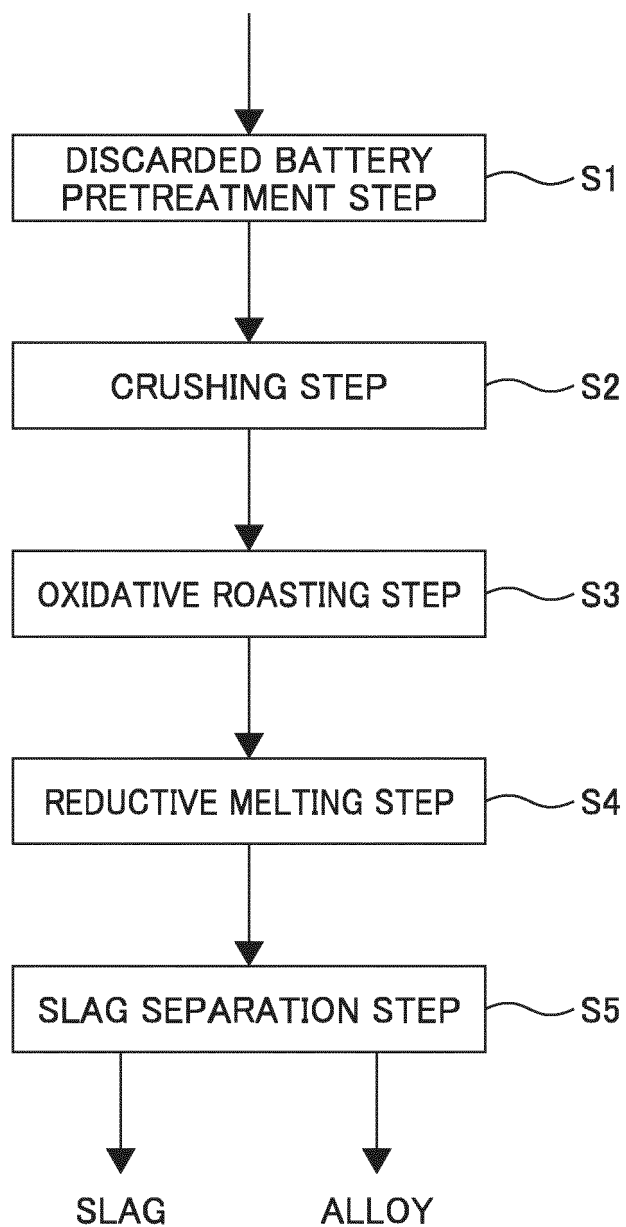 DISCARDED BATTERY
PRETREATMENT STEP
S1
CRUSHING STEP
S2
OXIDATIVE ROASTING STEP
S3
REDUCTIVE MELTING STEP
S4
SLAG SEPARATION STEP
S5
SLAG
ALLOY